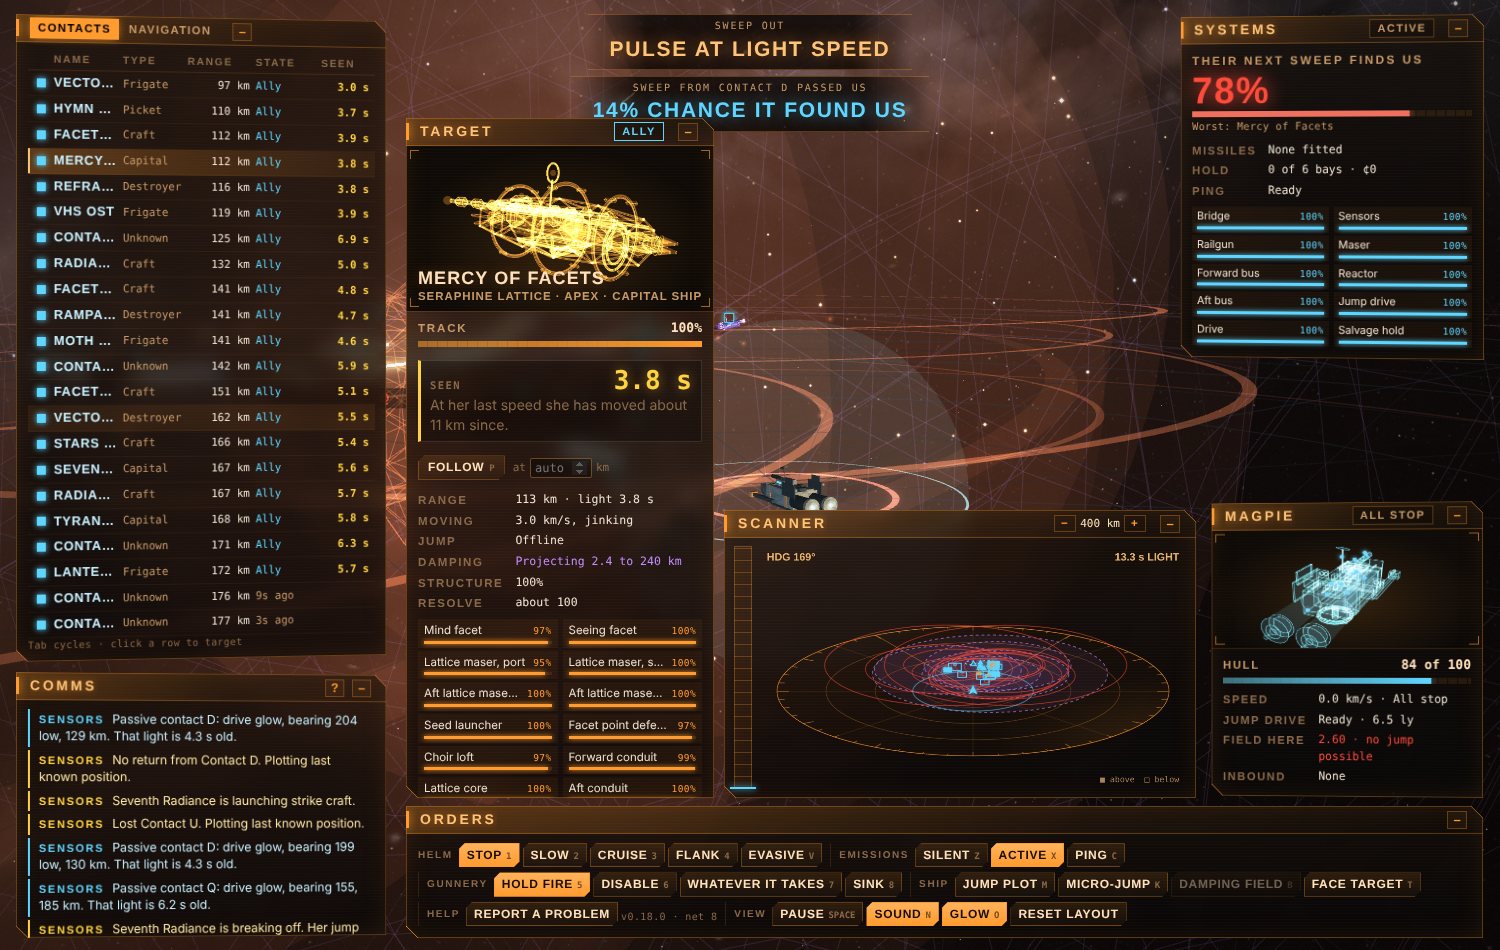 CONTACTS NAVIGATION –
NAME TYPE RANGE STATE SEEN
VECTO... Frigate 97 km Ally 3.0 s
HYMN ... Picket 110 km Ally 3.7 s
FACET... Craft 112 km Ally 3.9 s
MERCY... Capital 112 km Ally 3.8 s
REFRA... Destroyer 116 km Ally 3.8 s
VHS OST Frigate 119 km Ally 3.9 s
CONTA... Unknown 125 km Ally 6.9 s
RADIA... Craft 132 km Ally 5.0 s
FACET... Craft 141 km Ally 4.8 s
RAMPA... Destroyer 141 km Ally 4.7 s
MOTH ... Frigate 141 km Ally 4.6 s
CONTA... Unknown 142 km Ally 5.9 s
FACET... Craft 151 km Ally 5.1 s
VECTO... Destroyer 162 km Ally 5.5 s
STARS ... Craft 166 km Ally 5.4 s
SEVEN... Capital 167 km Ally 5.6 s
RADIA... Craft 167 km Ally 5.7 s
TYRAN... Capital 168 km Ally 5.8 s
CONTA... Unknown 171 km Ally 6.3 s
LANTE... Frigate 172 km Ally 5.7 s
CONTA... Unknown 176 km 9s ago
CONTA... Unknown 177 km 3s ago
Tab cycles · click a row to target
COMMS ? –
SENSORS Passive contact D: drive glow, bearing 204
low, 129 km. That light is 4.3 s old.
SENSORS No return from Contact D. Plotting last
known position.
SENSORS Seventh Radiance is launching strike craft.
SENSORS Lost Contact U. Plotting last known position.
SENSORS Passive contact D: drive glow, bearing 199
low, 130 km. That light is 4.3 s old.
SENSORS Passive contact Q: drive glow, bearing 155,
185 km. That light is 6.2 s old.
SENSORS Seventh Radiance is breaking off. Her jump
SWEEP OUT
PULSE AT LIGHT SPEED
SWEEP FROM CONTACT D PASSED US
14% CHANCE IT FOUND US
TARGET ALLY –
MERCY OF FACETS
SERAPHINE LATTICE · APEX · CAPITAL SHIP
TRACK 100%
SEEN 3.8 s
At her last speed she has moved about
11 km since.
FOLLOW P at auto km
RANGE 113 km · light 3.8 s
MOVING 3.0 km/s, jinking
JUMP Offline
DAMPING Projecting 2.4 to 240 km
STRUCTURE 100%
RESOLVE about 100
Mind facet 97% Seeing facet 100%
Lattice maser, port 95% Lattice maser, s... 100%
Aft lattice mase... 100% Aft lattice mase... 100%
Seed launcher 100% Facet point defe... 97%
Choir loft 97% Forward conduit 99%
Lattice core 100% Aft conduit 100%
SCANNER – 400 km + –
HDG 169° 13.3 s LIGHT
■ above □ below
SYSTEMS ACTIVE –
THEIR NEXT SWEEP FINDS US
78%
Worst: Mercy of Facets
MISSILES None fitted
HOLD 0 of 6 bays · ¢0
PING Ready
Bridge 100% Sensors 100%
Railgun 100% Maser 100%
Forward bus 100% Reactor 100%
Aft bus 100% Jump drive 100%
Drive 100% Salvage hold 100%
MAGPIE ALL STOP –
HULL 84 of 100
SPEED 0.0 km/s · All stop
JUMP DRIVE Ready · 6.5 ly
FIELD HERE 2.60 · no jump
possible
INBOUND None
ORDERS –
HELM STOP 1 SLOW 2 CRUISE 3 FLANK 4 EVASIVE V EMISSIONS SILENT Z ACTIVE X PING C
GUNNERY HOLD FIRE 5 DISABLE 6 WHATEVER IT TAKES 7 SINK 8 SHIP JUMP PLOT M MICRO-JUMP K DAMPING FIELD B FACE TARGET T
HELP REPORT A PROBLEM v0.18.0 · net 8 VIEW PAUSE SPACE SOUND N GLOW O RESET LAYOUT